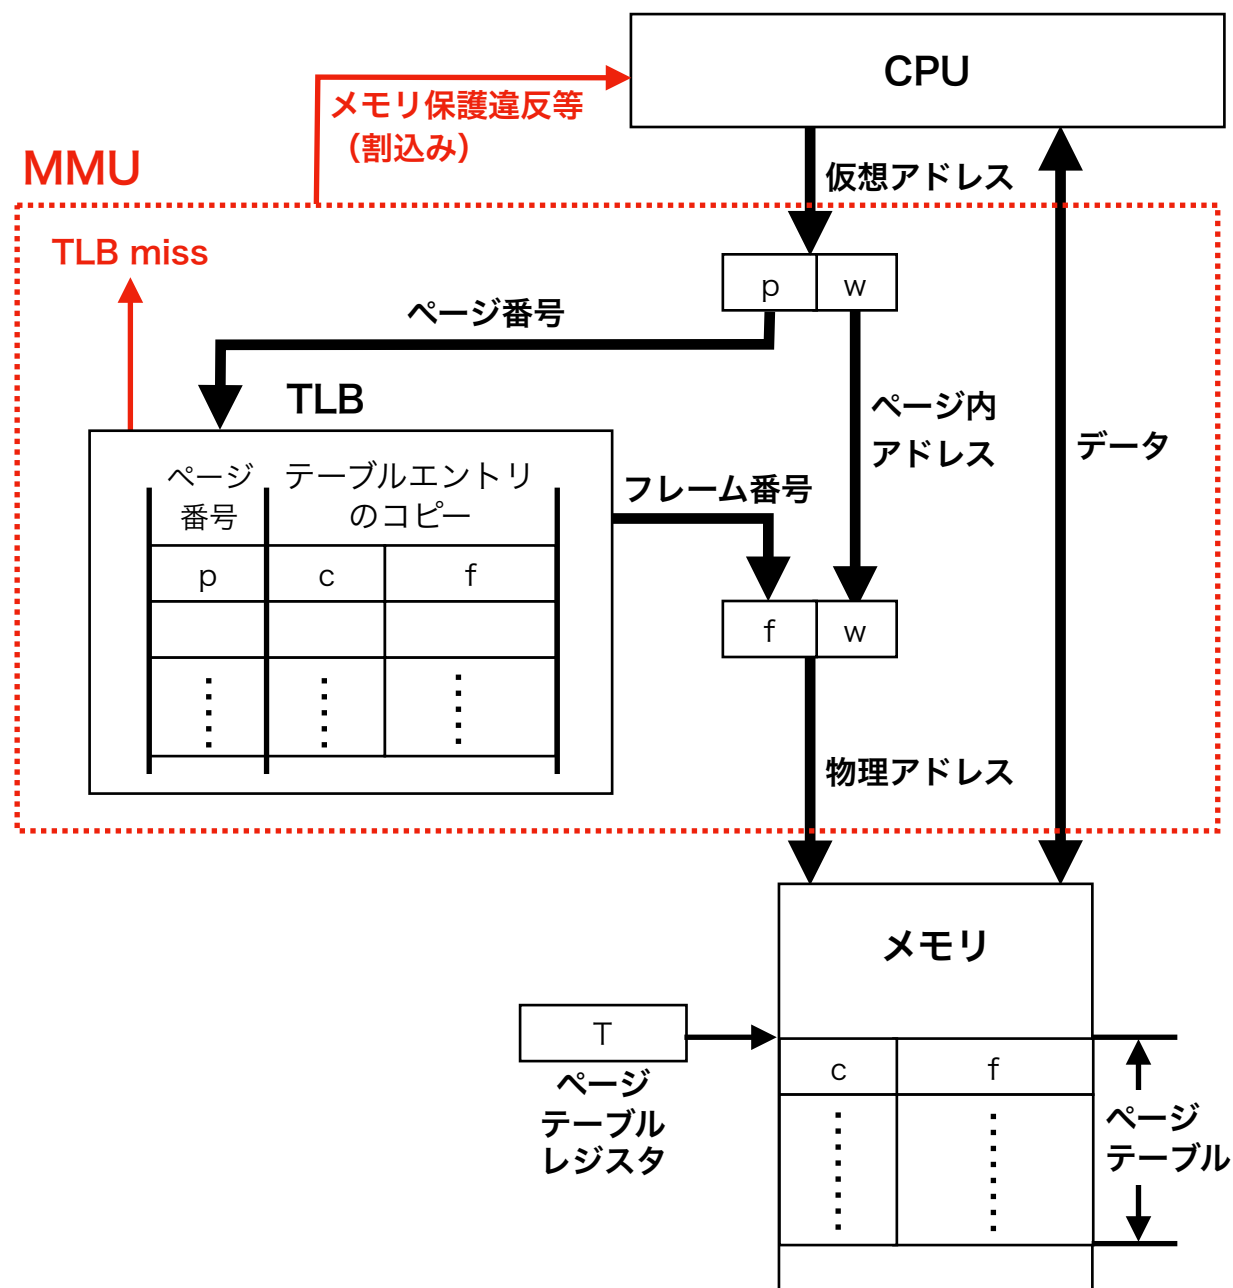 CPU
メモリ保護違反等
（割込み）
MMU
仮想アドレス
TLB miss
p w
ページ番号
TLB
ページ内
アドレス
データ
ページ
番号
テーブルエントリ
のコピー
フレーム番号
p c f
f w
物理アドレス
メモリ
T
ページ
テーブル
レジスタ
c f
ページ
テーブル